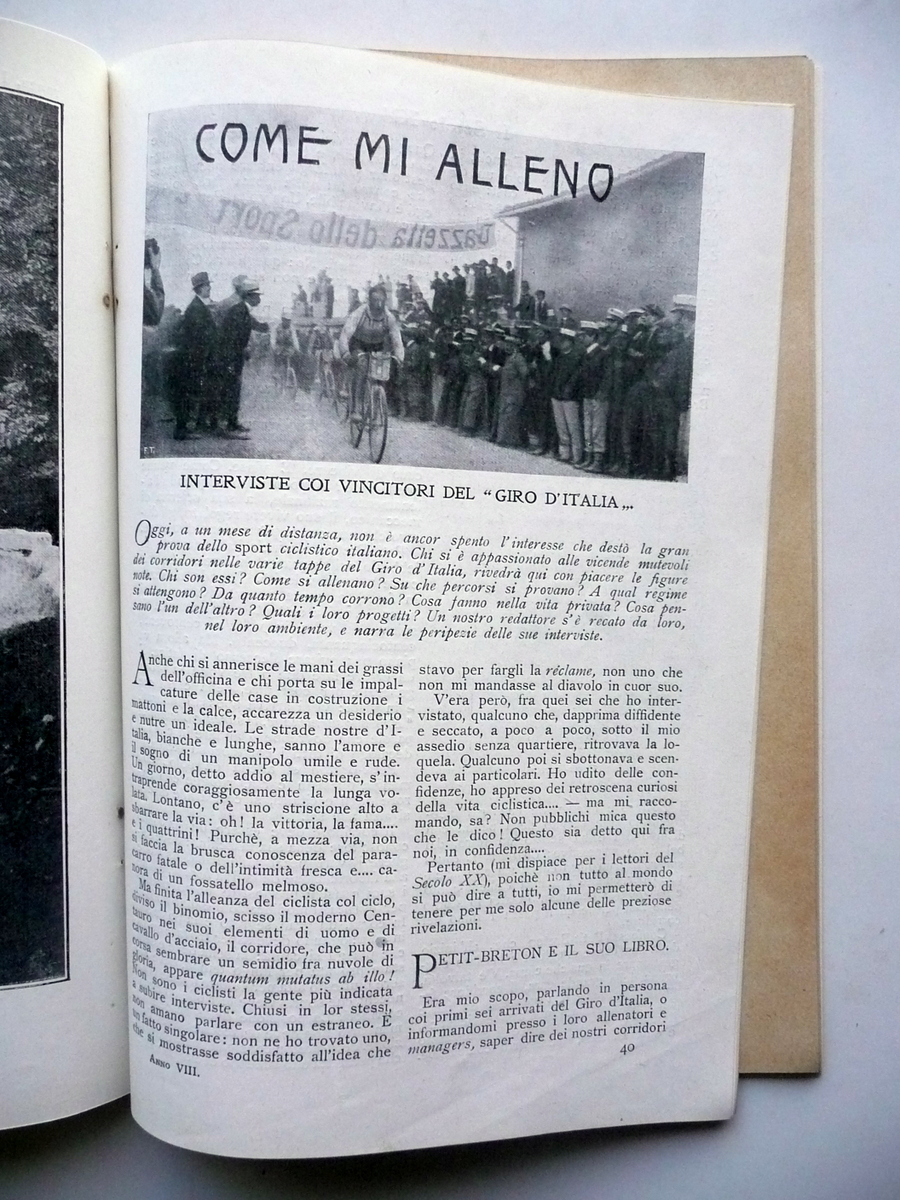 COME MI ALLENO
Gazzetta dello Sport
F.T.
INTERVISTE COI VINCITORI DEL “GIRO D'ITALIA„.
Oggi, a un mese di distanza, non è ancor spento l'interesse che destò la gran
prova dello sport ciclistico italiano. Chi si è appassionato alle vicende mutevoli
dei corridori nelle varie tappe del Giro d'Italia, rivedrà qui con piacere le figure
note. Chi son essi? Come si allenano? Su che percorsi si provano? A qual regime
si attengono? Da quanto tempo corrono? Cosa fanno nella vita privata? Cosa pen-
sano l'un dell'altro? Quali i loro progetti? Un nostro redattore s'è recato da loro,
nel loro ambiente, e narra le peripezie delle sue interviste.
Anche chi si annerisce le mani dei grassi
dell'officina e chi porta su le impal-
cature delle case in costruzione i
mattoni e la calce, accarezza un desiderio
e nutre un ideale. Le strade nostre d'I-
talia, bianche e lunghe, sanno l'amore e
il sogno di un manipolo umile e rude.
Un giorno, detto addio al mestiere, s'in-
traprende coraggiosamente la lunga vo-
lata. Lontano, c'è uno striscione alto a
sbarrare la via: oh! la vittoria, la fama....
e i quattrini! Purchè, a mezza via, non
si faccia la brusca conoscenza del para-
carro fatale o dell'intimità fresca e.... ca-
nora di un fossatello melmoso.
Ma finita l'alleanza del ciclista col ciclo,
diviso il binomio, scisso il moderno Cen-
tauro nei suoi elementi di uomo e di
cavallo d'acciaio, il corridore, che può in
corsa sembrare un semidio fra nuvole di
gloria, appare quantum mutatus ab illo!
Non sono i ciclisti la gente più indicata
a subire interviste. Chiusi in lor stessi,
non amano parlare con un estraneo. E
un fatto singolare: non ne ho trovato uno,
che si mostrasse soddisfatto all'idea che
ANNO VIII.
stavo per fargli la réclame, non uno che
non mi mandasse al diavolo in cuor suo.
V'era però, fra quei sei che ho inter-
vistato, qualcuno che, dapprima diffidente
e seccato, a poco a poco, sotto il mio
assedio senza quartiere, ritrovava la lo-
quela. Qualcuno poi si sbottonava e scen-
deva ai particolari. Ho udito delle con-
fidenze, ho appreso dei retroscena curiosi
della vita ciclistica.... — ma mi racco-
mando, sa? Non pubblichi mica questo
che le dico! Questo sia detto qui fra
noi, in confidenza....
Pertanto (mi dispiace per i lettori del
Secolo XX), poichè non tutto al mondo
si può dire a tutti, io mi permetterò di
tenere per me solo alcune delle preziose
rivelazioni.
PETIT-BRETON E IL SUO LIBRO.
Era mio scopo, parlando in persona
coi primi sei arrivati del Giro d'Italia, o
informandomi presso i loro allenatori e
managers, saper dire dei nostri corridori
40